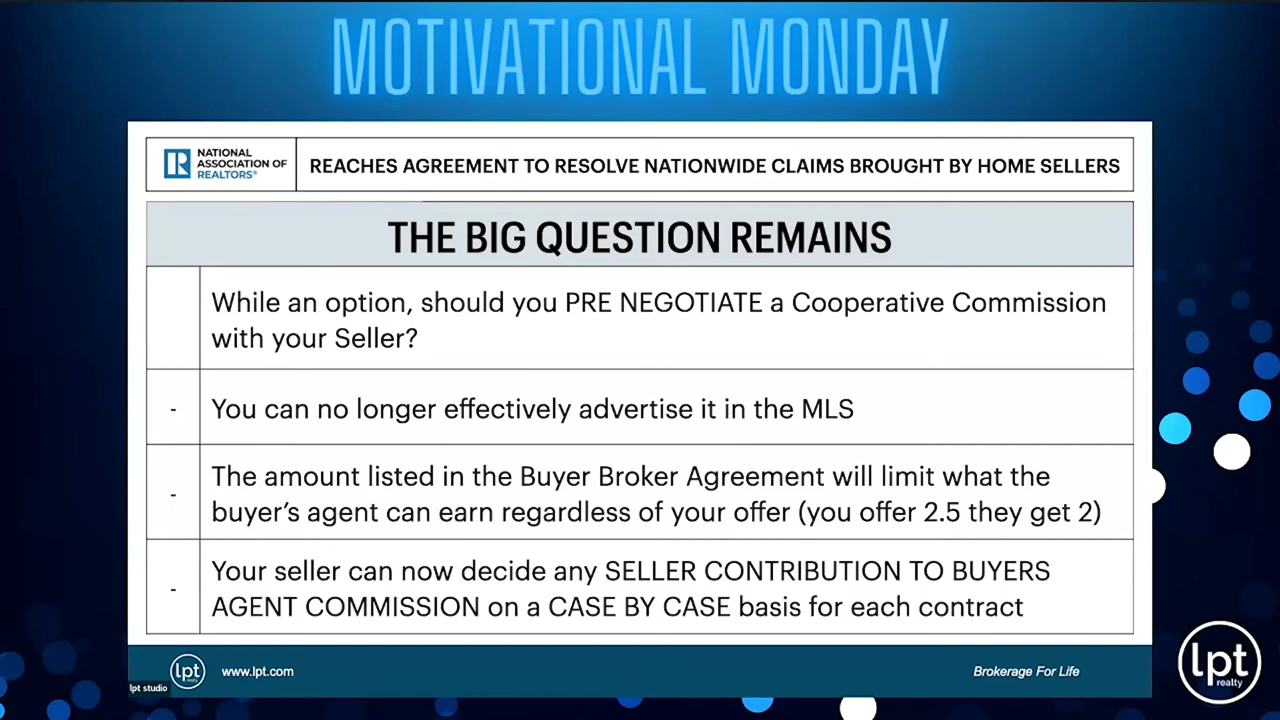 MOTIVATIONAL MONDAY
NATIONAL
ASSOCIATION OF
REALTORS®
REACHES AGREEMENT TO RESOLVE NATIONWIDE CLAIMS BROUGHT BY HOME SELLERS
THE BIG QUESTION REMAINS
While an option, should you PRE NEGOTIATE a Cooperative Commission
with your Seller?
- You can no longer effectively advertise it in the MLS
- The amount listed in the Buyer Broker Agreement will limit what the
buyer’s agent can earn regardless of your offer (you offer 2.5 they get 2)
- Your seller can now decide any SELLER CONTRIBUTION TO BUYERS
AGENT COMMISSION on a CASE BY CASE basis for each contract
lpt
realty
www.lpt.com
Brokerage For Life
lpt studio
lpt
realty